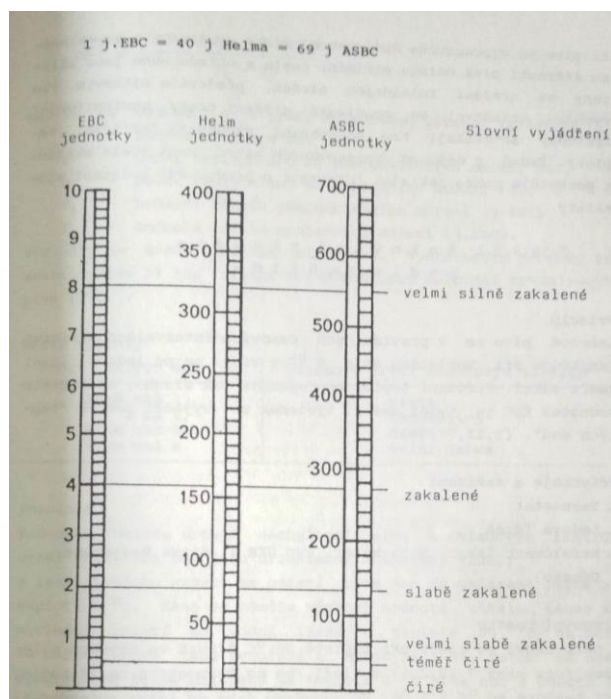 1 j.EBC = 40 j Helma = 69 j ASBC
EBC
jednotky
Helm
jednotky
ASBC
jednotky
Slovní vyjádření
10
9
8
7
6
5
4
3
2
1
400
350
300
250
200
150
100
50
700
600
500
400
300
200
100
velmi silně zakalené
zakalené
slabě zakalené
velmi slabě zakalené
téměř čiré
čiré